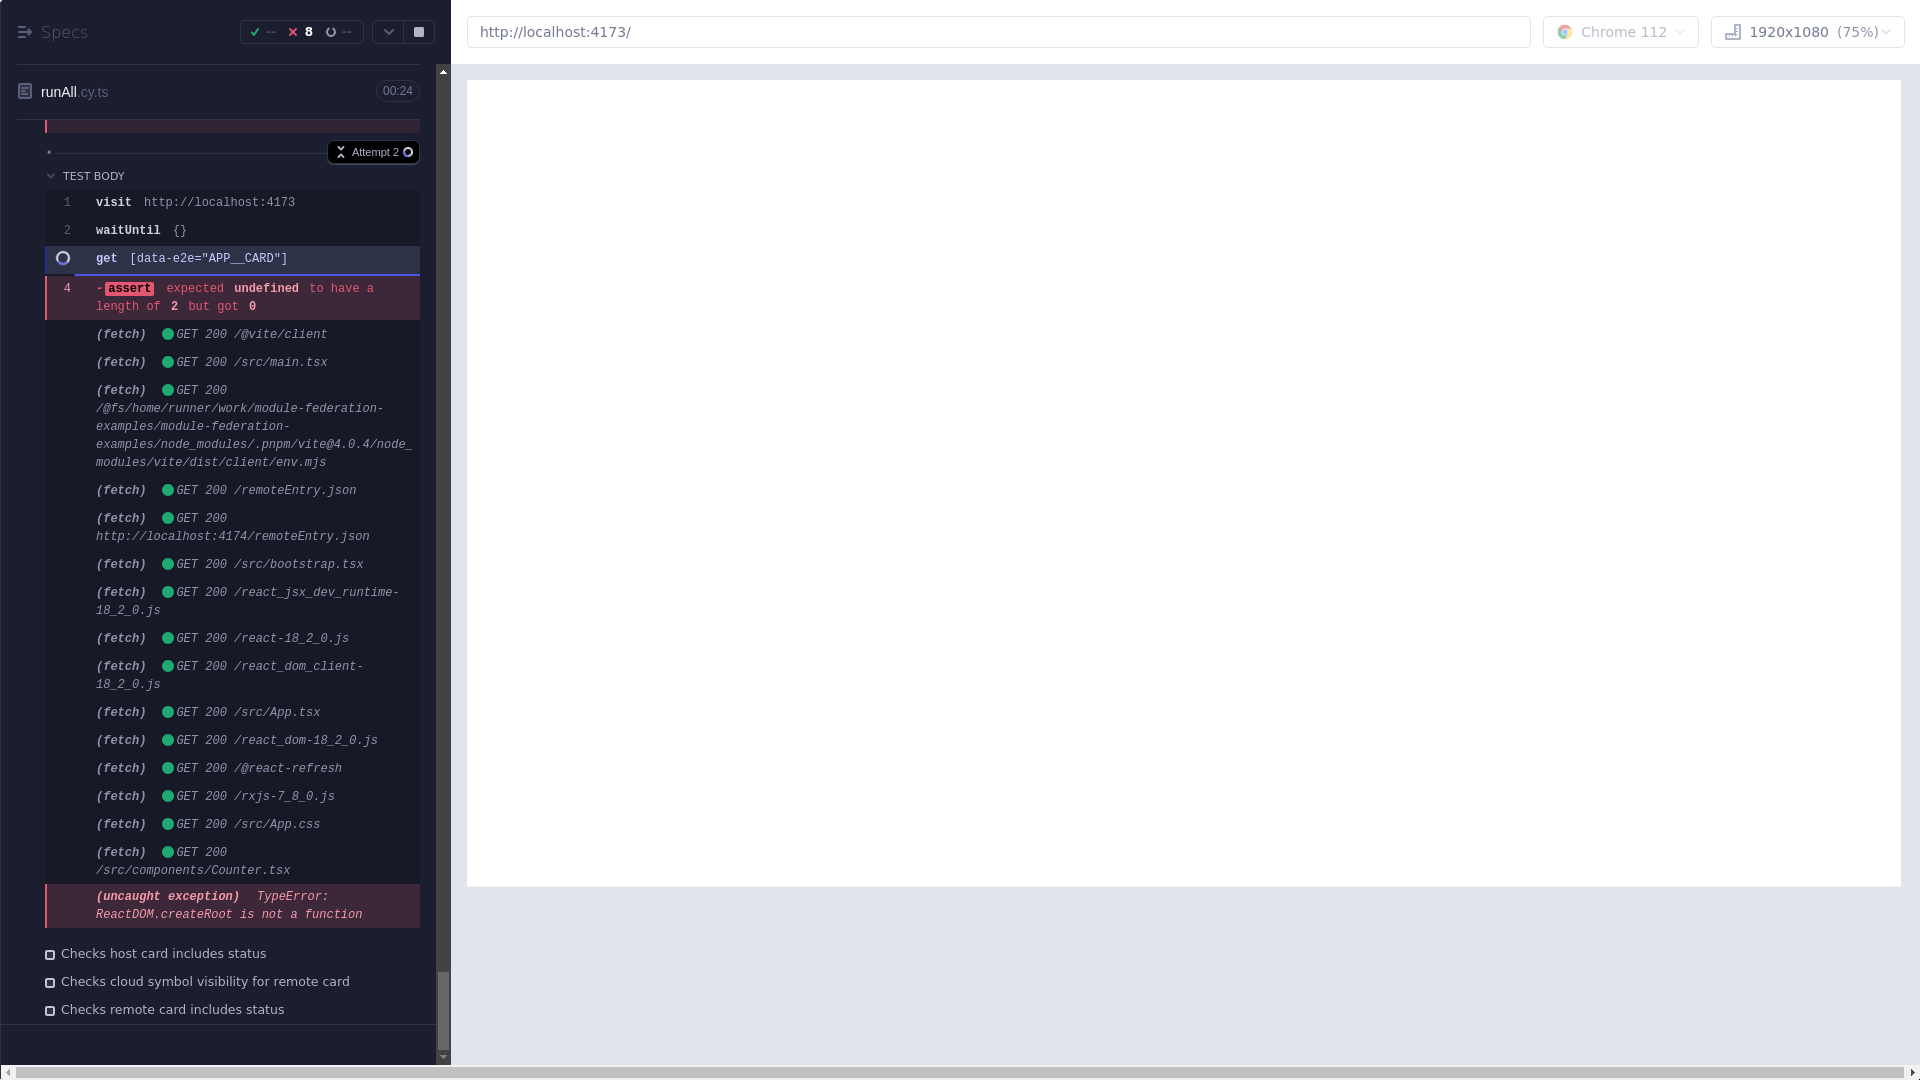 Specs
-- 8 --
http://localhost:4173/
Chrome 112
1920x1080 (75%)
runAll.cy.ts
00:24
Attempt 2
TEST BODY
1 visit http://localhost:4173
2 waitUntil {}
get [data-e2e="APP__CARD"]
4 -assert expected undefined to have a
length of 2 but got 0
(fetch) GET 200 /@vite/client
(fetch) GET 200 /src/main.tsx
(fetch) GET 200
/@fs/home/runner/work/module-federation-
examples/module-federation-
examples/node_modules/.pnpm/vite@4.0.4/node_
modules/vite/dist/client/env.mjs
(fetch) GET 200 /remoteEntry.json
(fetch) GET 200
http://localhost:4174/remoteEntry.json
(fetch) GET 200 /src/bootstrap.tsx
(fetch) GET 200 /react_jsx_dev_runtime-
18_2_0.js
(fetch) GET 200 /react-18_2_0.js
(fetch) GET 200 /react_dom_client-
18_2_0.js
(fetch) GET 200 /src/App.tsx
(fetch) GET 200 /react_dom-18_2_0.js
(fetch) GET 200 /@react-refresh
(fetch) GET 200 /rxjs-7_8_0.js
(fetch) GET 200 /src/App.css
(fetch) GET 200
/src/components/Counter.tsx
(uncaught exception) TypeError:
ReactDOM.createRoot is not a function
Checks host card includes status
Checks cloud symbol visibility for remote card
Checks remote card includes status